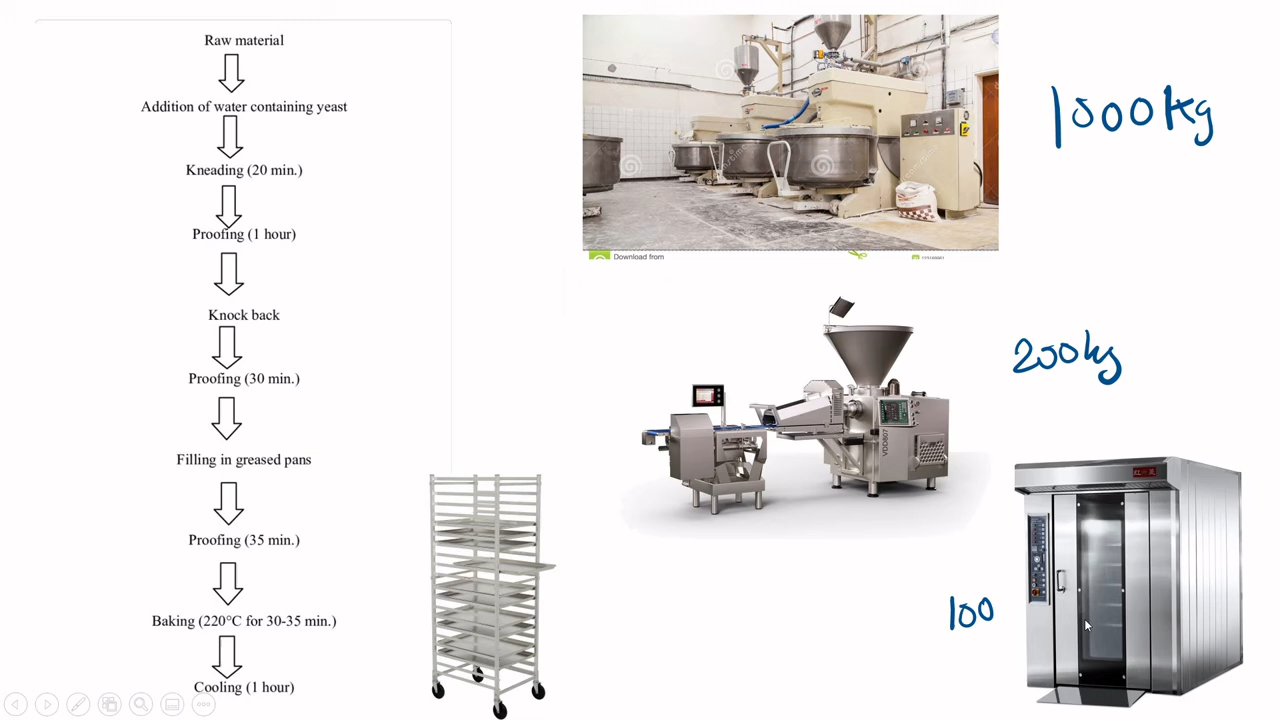 Raw material
Addition of water containing yeast
Kneading (20 min.)
Proofing (1 hour)
Knock back
Proofing (30 min.)
Filling in greased pans
Proofing (35 min.)
Baking (220°C for 30-35 min.)
Cooling (1 hour)
1000kg
Download from
200kg
VDD807
100